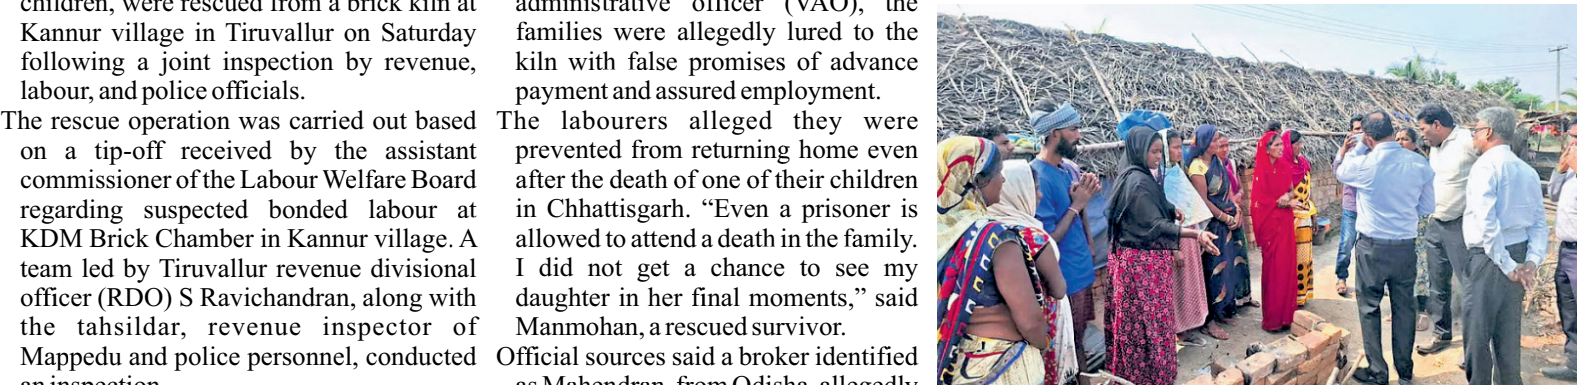 children, were rescued from a brick kiln at
Kannur village in Tiruvallur on Saturday
following a joint inspection by revenue,
labour, and police officials.
The rescue operation was carried out based
on a tip-off received by the assistant
commissioner of the Labour Welfare Board
regarding suspected bonded labour at
KDM Brick Chamber in Kannur village. A
team led by Tiruvallur revenue divisional
officer (RDO) S Ravichandran, along with
the tahsildar, revenue inspector of
Mappedu and police personnel, conducted
an inspection.
administrative officer (VAO), the
families were allegedly lured to the
kiln with false promises of advance
payment and assured employment.
The labourers alleged they were
prevented from returning home even
after the death of one of their children
in Chhattisgarh. “Even a prisoner is
allowed to attend a death in the family.
I did not get a chance to see my
daughter in her final moments,” said
Manmohan, a rescued survivor.
Official sources said a broker identified
as Mahendran, from Odisha, allegedly